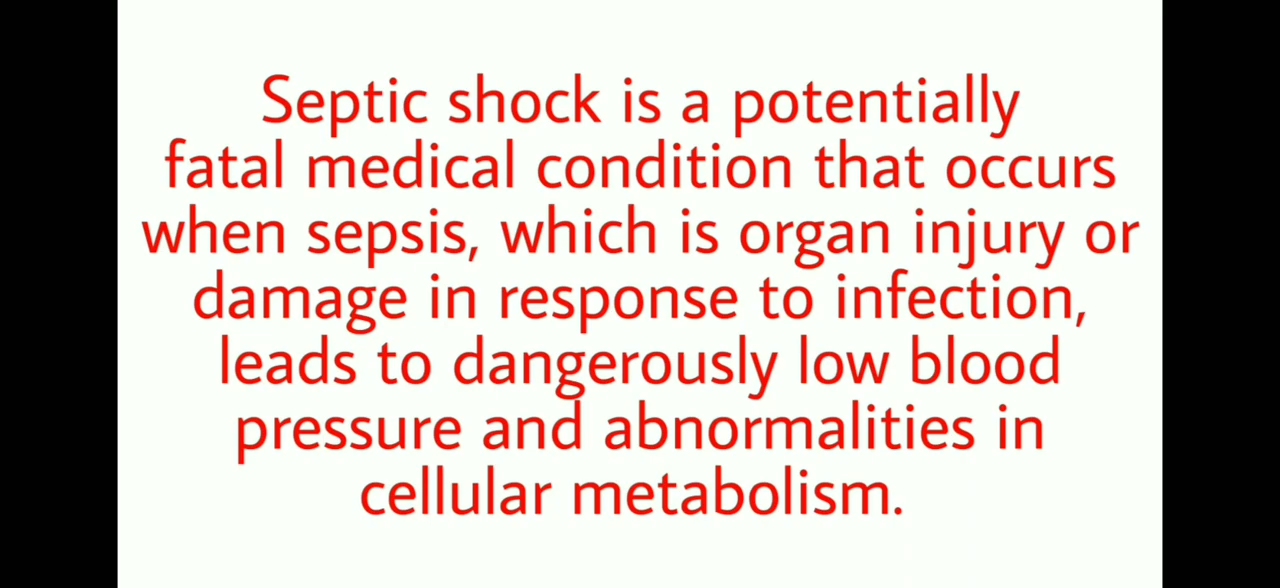 Septic shock is a potentially
fatal medical condition that occurs
when sepsis, which is organ injury or
damage in response to infection,
leads to dangerously low blood
pressure and abnormalities in
cellular metabolism.